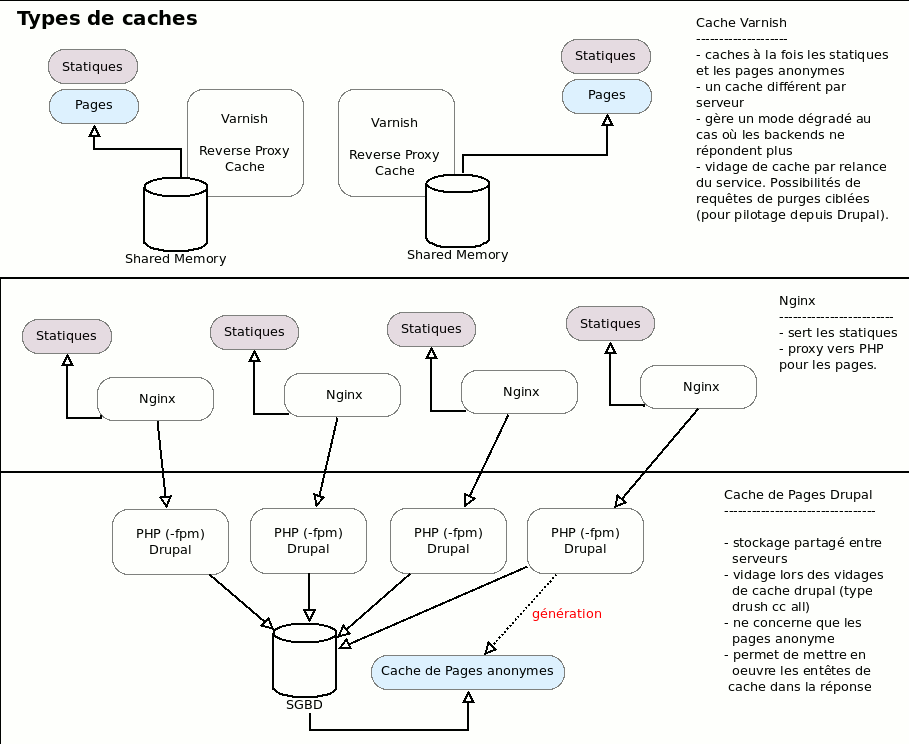 Types de caches
Statiques
Pages
Varnish
Reverse Proxy
Cache
Shared Memory
Varnish
Reverse Proxy
Cache
Shared Memory
Statiques
Pages
Cache Varnish
--------------------
- caches à la fois les statiques
et les pages anonymes
- un cache différent par
serveur
- gère un mode dégradé au
cas où les backends ne
répondent plus
- vidage de cache par relance
du service. Possibilités de
requêtes de purges ciblées
(pour pilotage depuis Drupal).
Statiques
Statiques
Statiques
Statiques
Nginx
Nginx
Nginx
Nginx
Nginx
-------------------------
- sert les statiques
- proxy vers PHP
pour les pages.
PHP (-fpm)
Drupal
PHP (-fpm)
Drupal
PHP (-fpm)
Drupal
PHP (-fpm)
Drupal
génération
Cache de Pages anonymes
SGBD
Cache de Pages Drupal
---------------------------------
- stockage partagé entre
serveurs
- vidage lors des vidages
de cache drupal (type
drush cc all)
- ne concerne que les
pages anonyme
- permet de mettre en
oeuvre les entêtes de
cache dans la réponse